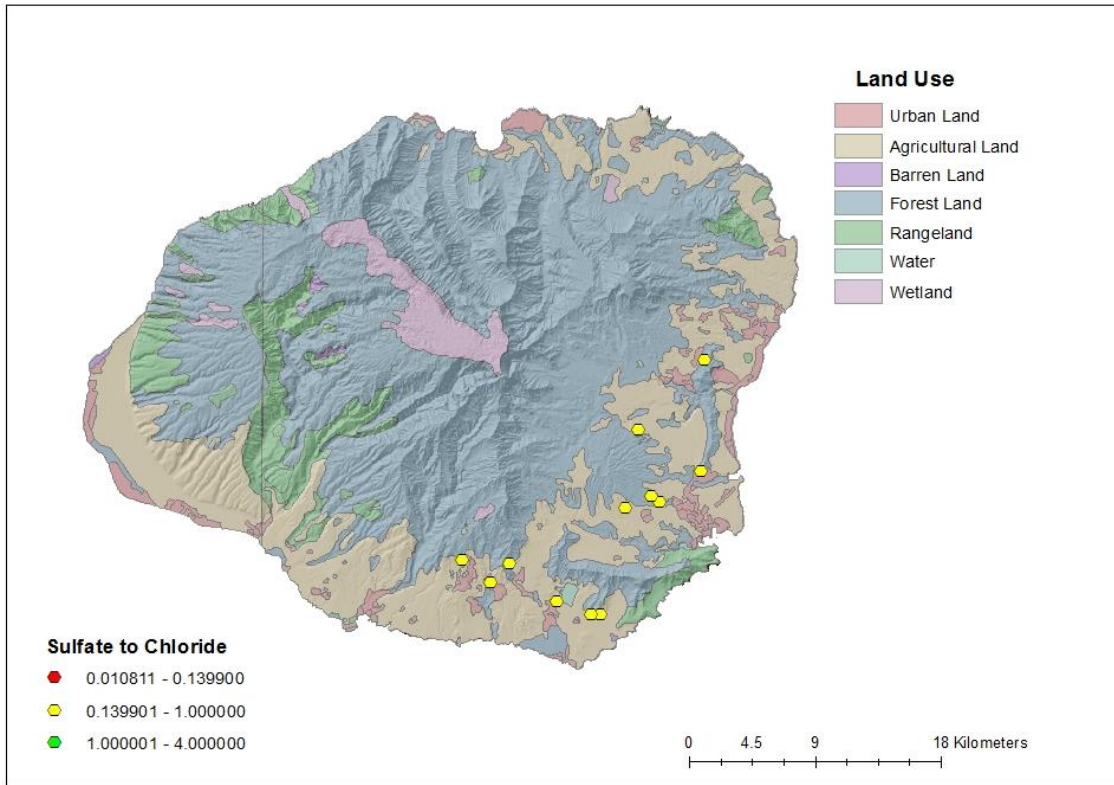 Land Use
Urban Land
Agricultural Land
Barren Land
Forest Land
Rangeland
Water
Wetland
Sulfate to Chloride
0.010811 - 0.139900
0.139901 - 1.000000
1.000001 - 4.000000
0 4.5 9 18 Kilometers